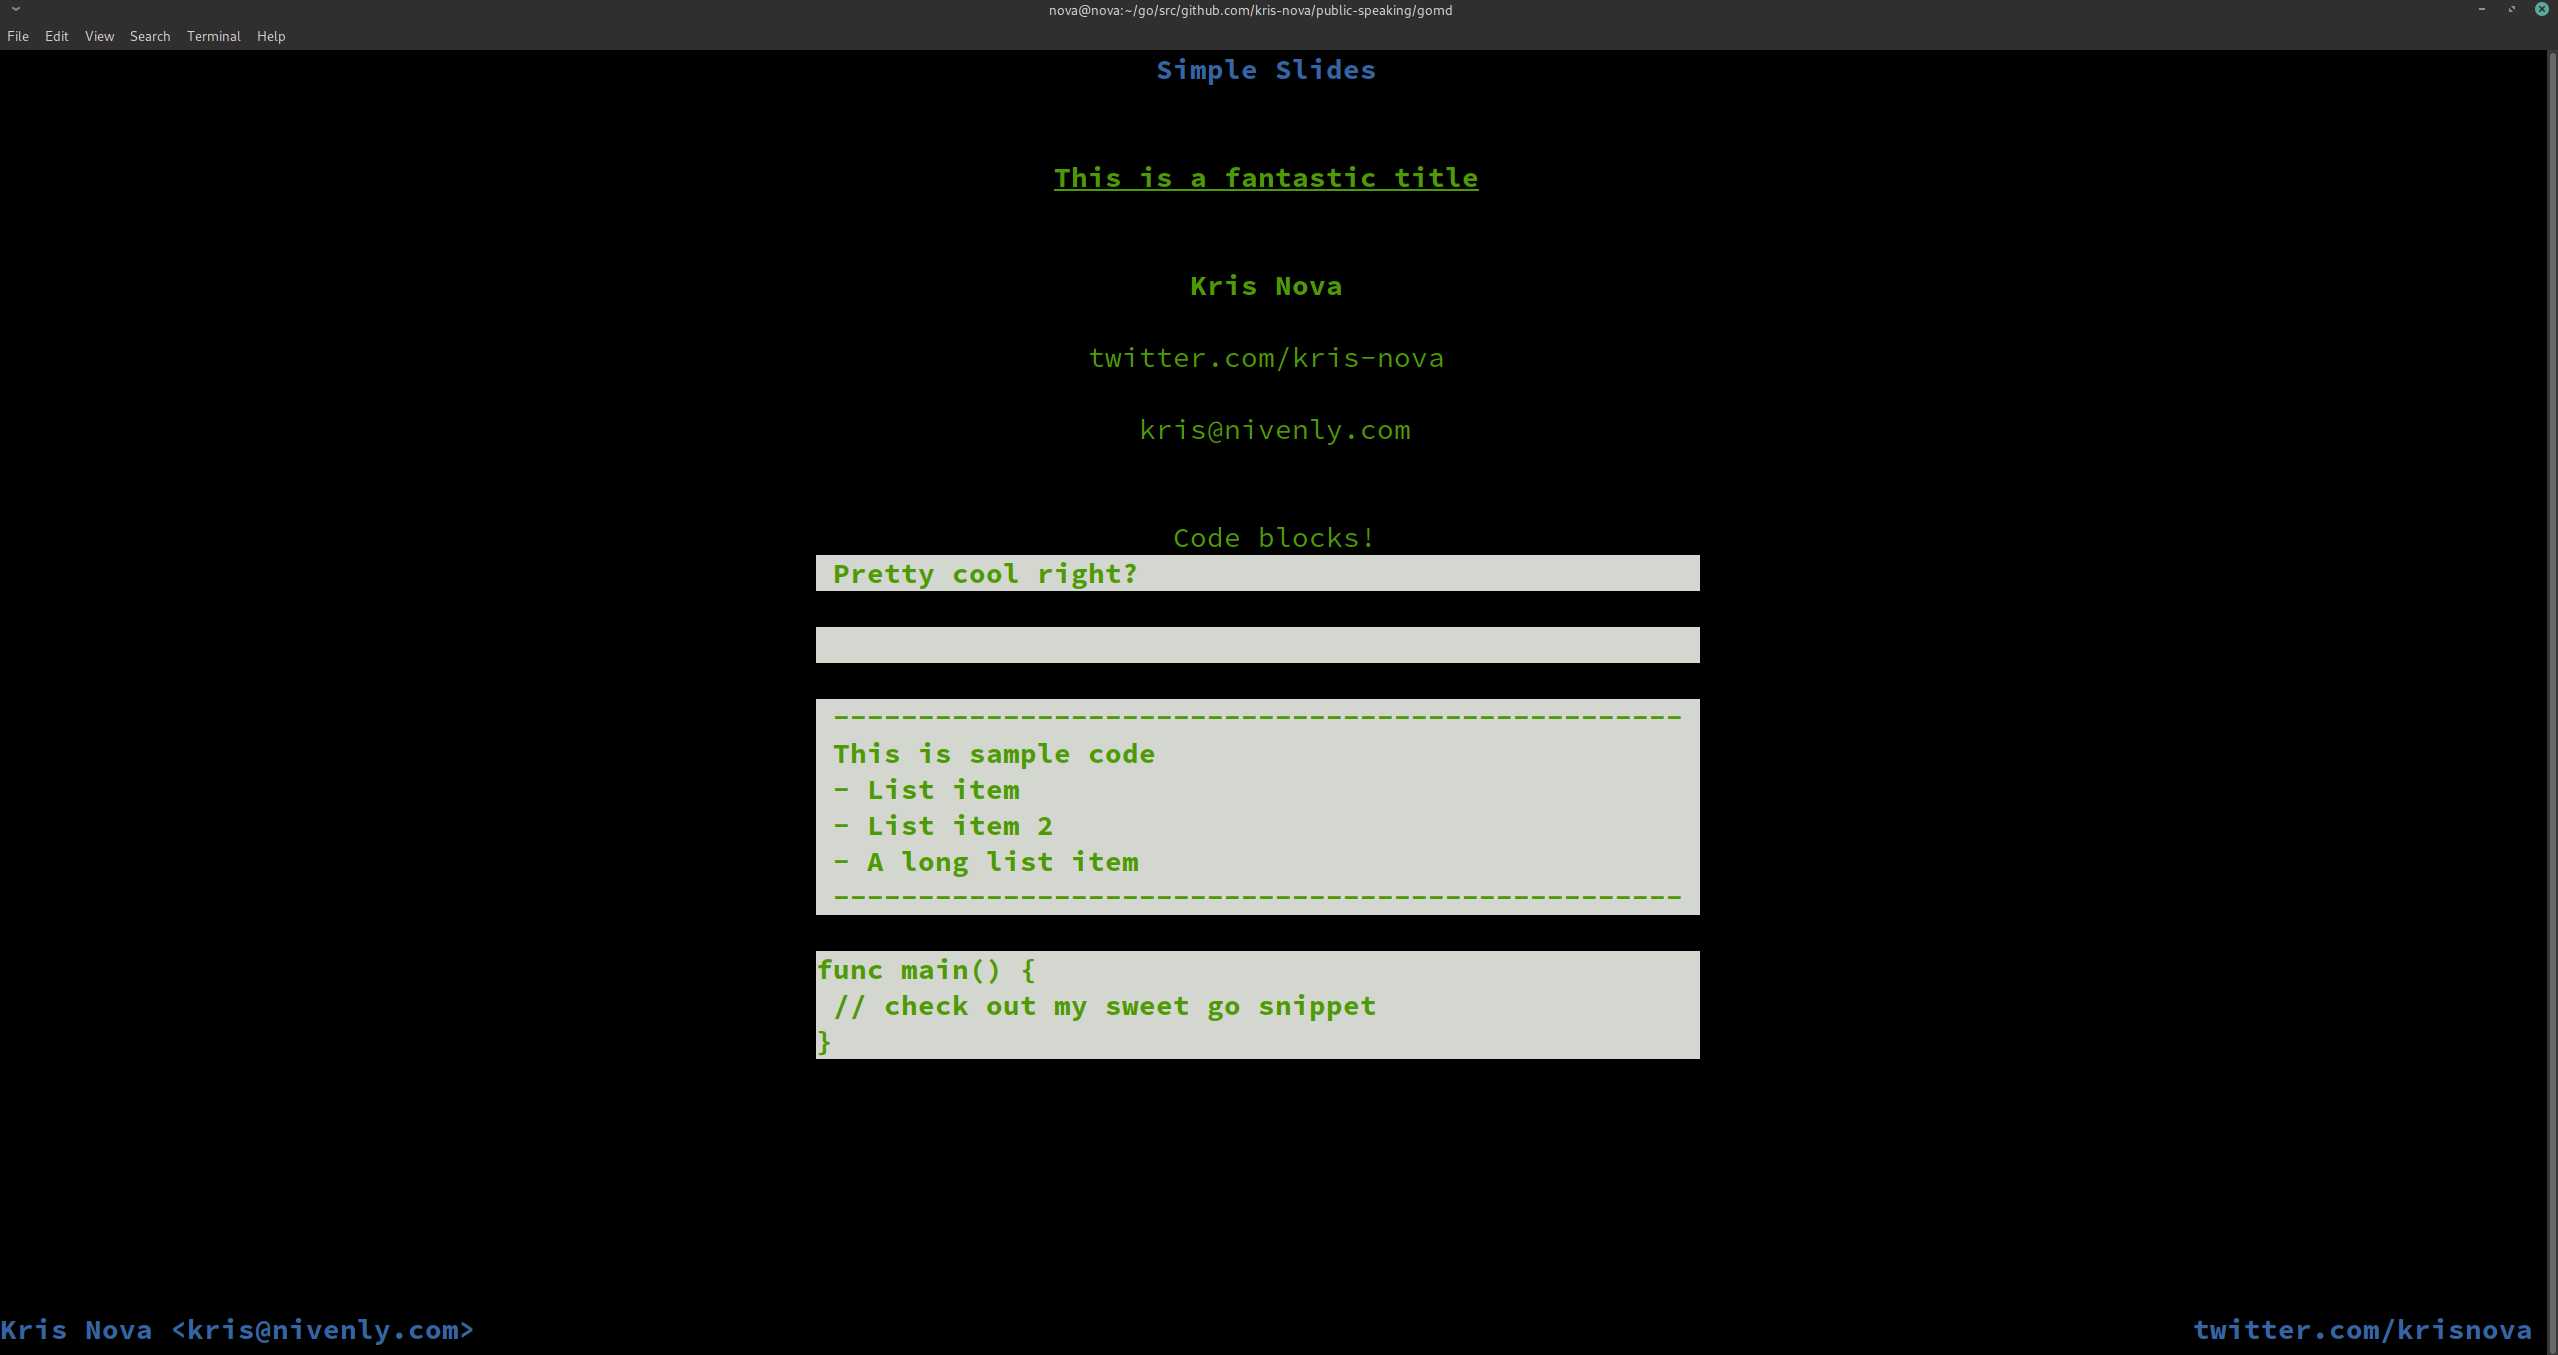 nova@nova:~/go/src/github.com/kris-nova/public-speaking/gomd
File Edit View Search Terminal Help
Simple Slides
This is a fantastic title
Kris Nova
twitter.com/kris-nova
kris@nivenly.com
Code blocks!
Pretty cool right?
--------------------------------------------------
This is sample code
- List item
- List item 2
- A long list item
--------------------------------------------------
func main() {
 // check out my sweet go snippet
}
Kris Nova <kris@nivenly.com> twitter.com/krisnova